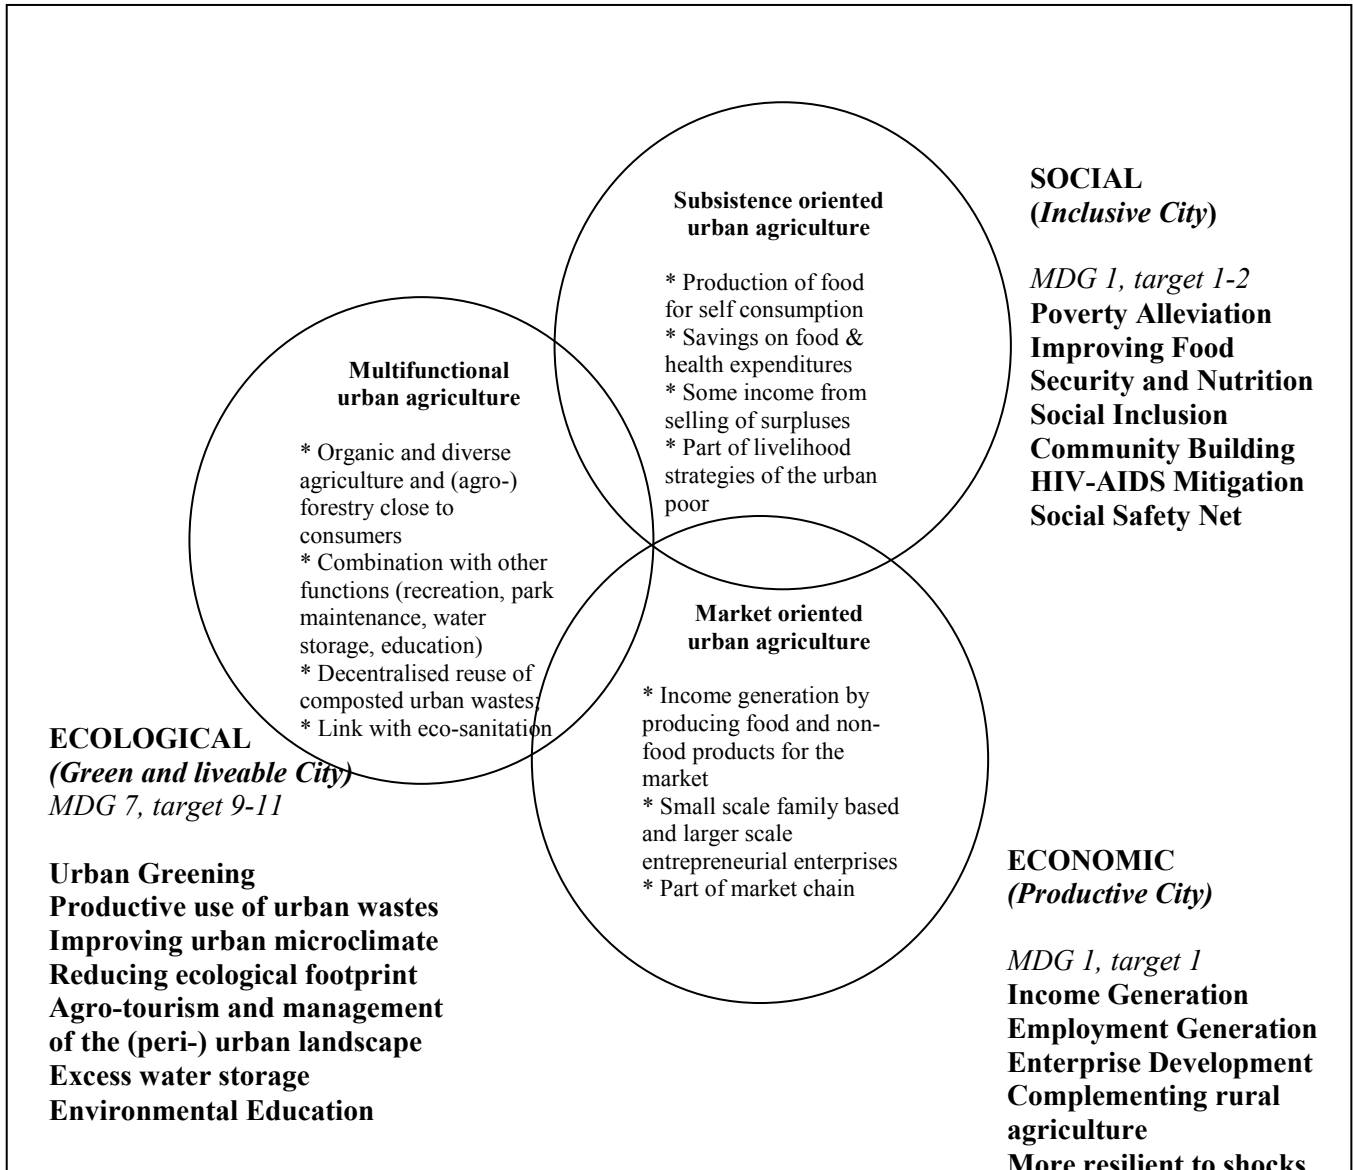 Subsistence oriented
urban agriculture
* Production of food
for self consumption
* Savings on food &
health expenditures
* Some income from
selling of surpluses
* Part of livelihood
strategies of the urban
poor
SOCIAL
(Inclusive City)
MDG 1, target 1-2
Poverty Alleviation
Improving Food
Security and Nutrition
Social Inclusion
Community Building
HIV-AIDS Mitigation
Social Safety Net
Multifunctional
urban agriculture
* Organic and diverse
agriculture and (agro-)
forestry close to
consumers
* Combination with other
functions (recreation, park
maintenance, water
storage, education)
* Decentralised reuse of
composted urban wastes;
* Link with eco-sanitation
Market oriented
urban agriculture
* Income generation by
producing food and non-
food products for the
market
* Small scale family based
and larger scale
entrepreneurial enterprises
* Part of market chain
ECOLOGICAL
(Green and liveable City)
MDG 7, target 9-11
Urban Greening
Productive use of urban wastes
Improving urban microclimate
Reducing ecological footprint
Agro-tourism and management
of the (peri-) urban landscape
Excess water storage
Environmental Education
ECONOMIC
(Productive City)
MDG 1, target 1
Income Generation
Employment Generation
Enterprise Development
Complementing rural
agriculture
More resilient to shocks